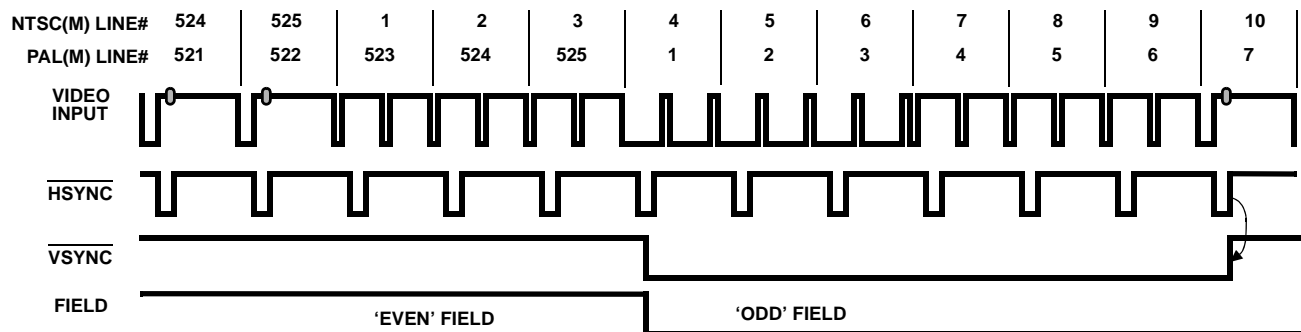 NTSC(M) LINE# 524 525 1 2 3 4 5 6 7 8 9 10
PAL(M) LINE# 521 522 523 524 525 1 2 3 4 5 6 7
VIDEO
INPUT
HSYNC
VSYNC
FIELD
'EVEN' FIELD
'ODD' FIELD